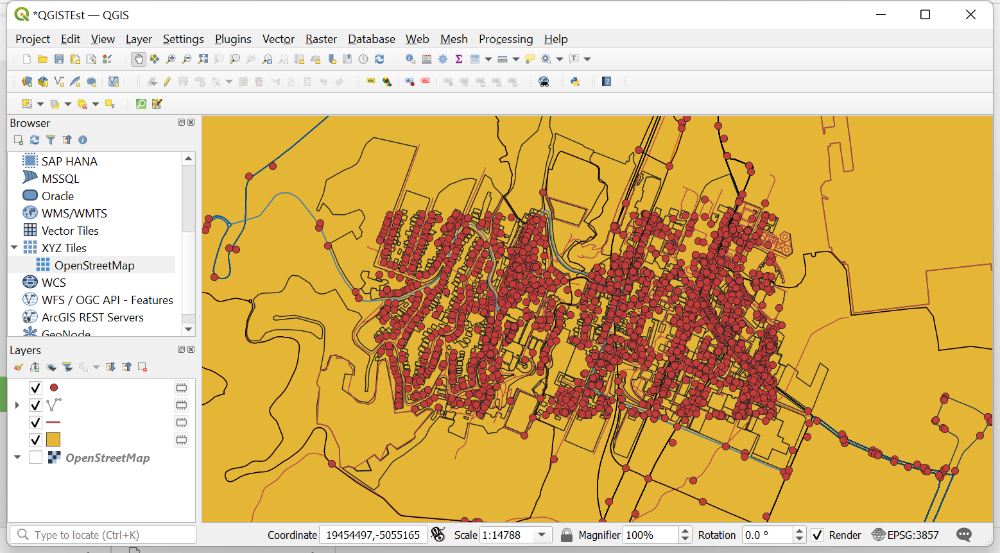 *QGISTEst — QGIS
Project Edit View Layer Settings Plugins Vector Raster Database Web Mesh Processing Help
abc abc
Browser
SAP HANA
MSSQL
Oracle
WMS/WMTS
Vector Tiles
XYZ Tiles
OpenStreetMap
WCS
WFS / OGC API - Features
ArcGIS REST Servers
GeoNode
Layers
OpenStreetMap
Type to locate (Ctrl+K) Coordinate 19454497,-5055165 Scale 1:14788 Magnifier 100% Rotation 0.0 ° Render EPSG:3857